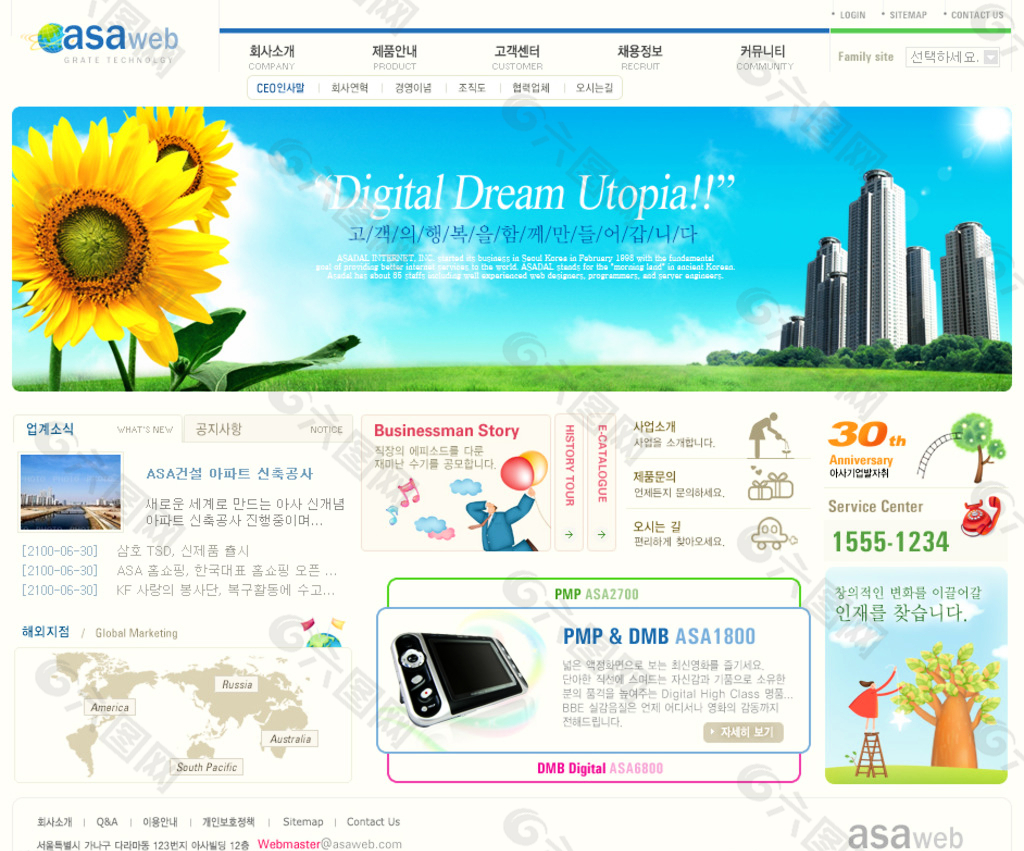 LOGIN
SITEMAP
CONTACT US
asaweb
GRATE TECHNOLOGY
회사소개
COMPANY
제품안내
PRODUCT
고객센터
CUSTOMER
채용정보
RECRUIT
커뮤니티
COMMUNITY
Family site
선택하세요.
CEO인사말 | 회사연혁 | 경영이념 | 조직도 | 협력업체 | 오시는길
“Digital Dream Utopia!!”
고/객/의/행/복/을/함/께/만/들/어/갑/니/다
ASADAL INTERNET, INC. started its business in Seoul Korea in February 1998 with the fundamental
goal of providing better internet services to the world. ASADAL stands for the "morning land" in ancient Korean.
Asadal has about 85 staffs including well experienced web designers, programmers, and server engineers.
업계소식
WHAT'S NEW
공지사항
NOTICE
ASA건설 아파트 신축공사
새로운 세계로 만드는 아사 신개념
아파트 신축공사 진행중이며...
[2100-06-30] 삼호 TSD, 신제품 출시
[2100-06-30] ASA 홈쇼핑, 한국대표 홈쇼핑 오픈 ...
[2100-06-30] KF 사랑의 봉사단, 복구활동에 수고...
Businessman Story
직장의 에피소드를 다룬
재미난 수기를 공모합니다.
HISTORY TOUR
E-CATALOGUE
사업소개
사업을 소개합니다.
제품문의
언제든지 문의하세요.
오시는 길
편리하게 찾아오세요.
30th
Anniversary
아사기업발자취
Service Center
1555-1234
해외지점 / Global Marketing
Russia
America
Australia
South Pacific
PMP ASA2700
PMP & DMB ASA1800
넓은 액정화면으로 보는 최신영화를 즐기세요.
단아한 직선에 스며드는 자신감과 기품으로 소유한
분의 품격을 높여주는 Digital High Class 명품...
BBE 실감음질은 언제 어디서나 영화의 감동까지
전해드립니다.
자세히 보기
DMB Digital ASA6800
창의적인 변화를 이끌어갈
인재를 찾습니다.
회사소개 | Q&A | 이용안내 | 개인보호정책 | Sitemap | Contact Us
서울특별시 가나구 다라마동 123번지 아사빌딩 12층 Webmaster@asaweb.com
asaweb
六图网